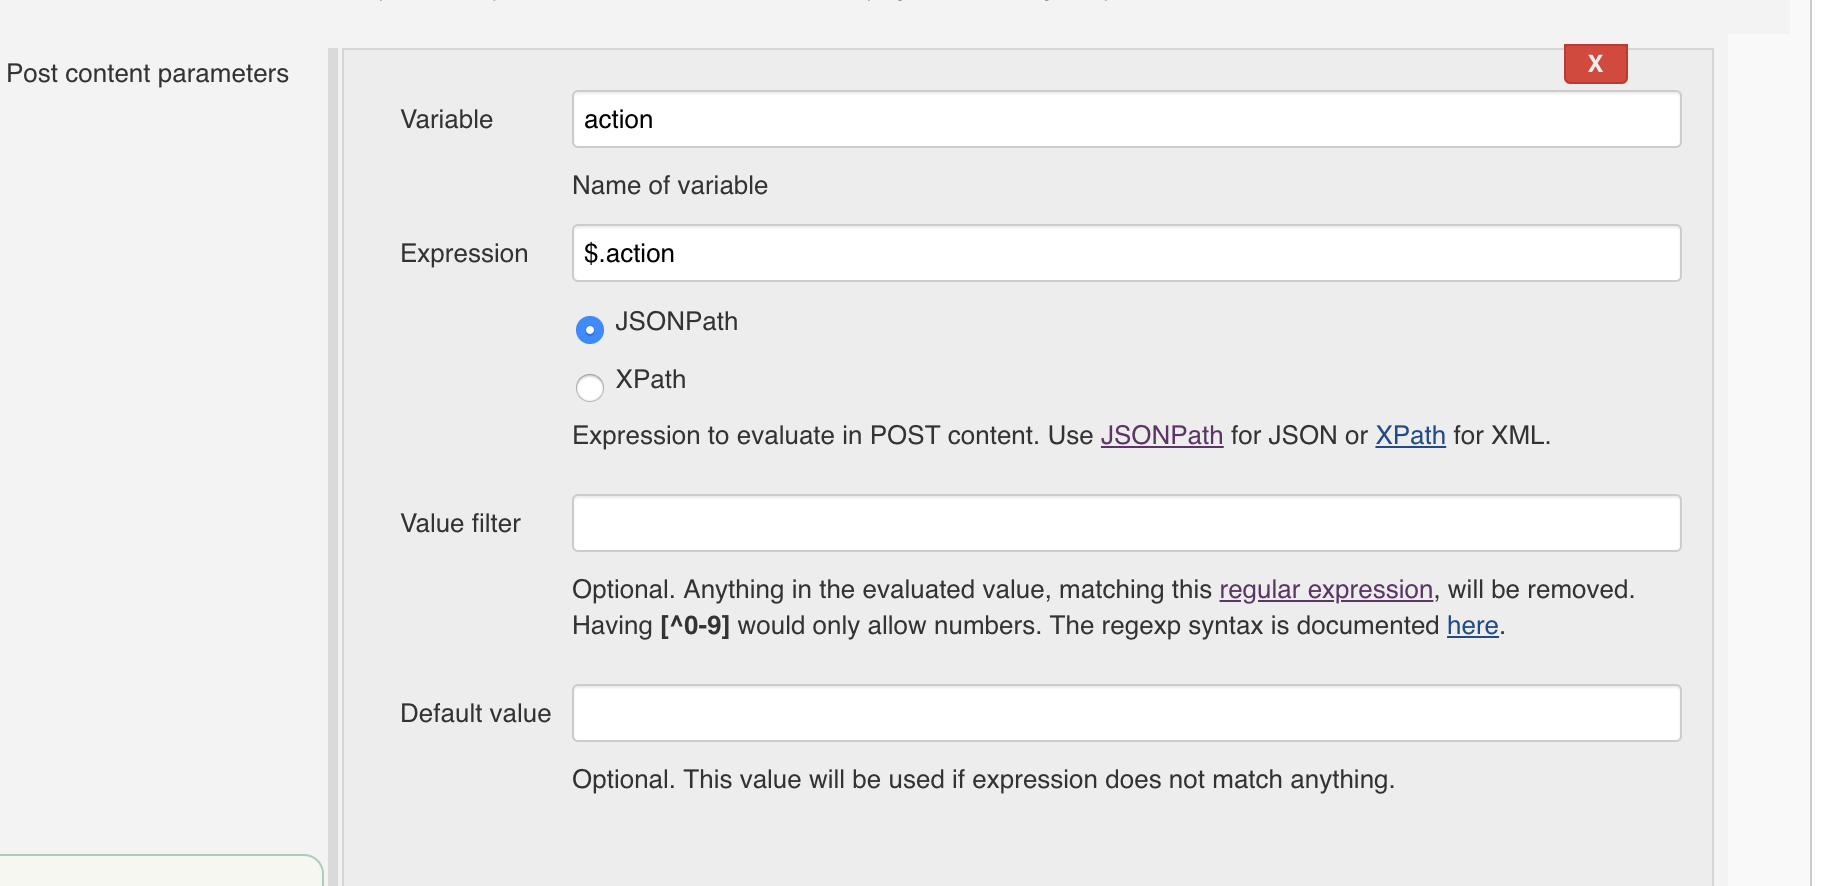 Post content parameters
X
Variable
action
Name of variable
Expression
$.action
JSONPath
XPath
Expression to evaluate in POST content. Use JSONPath for JSON or XPath for XML.
Value filter
Optional. Anything in the evaluated value, matching this regular expression, will be removed.
Having [^0-9] would only allow numbers. The regexp syntax is documented here.
Default value
Optional. This value will be used if expression does not match anything.